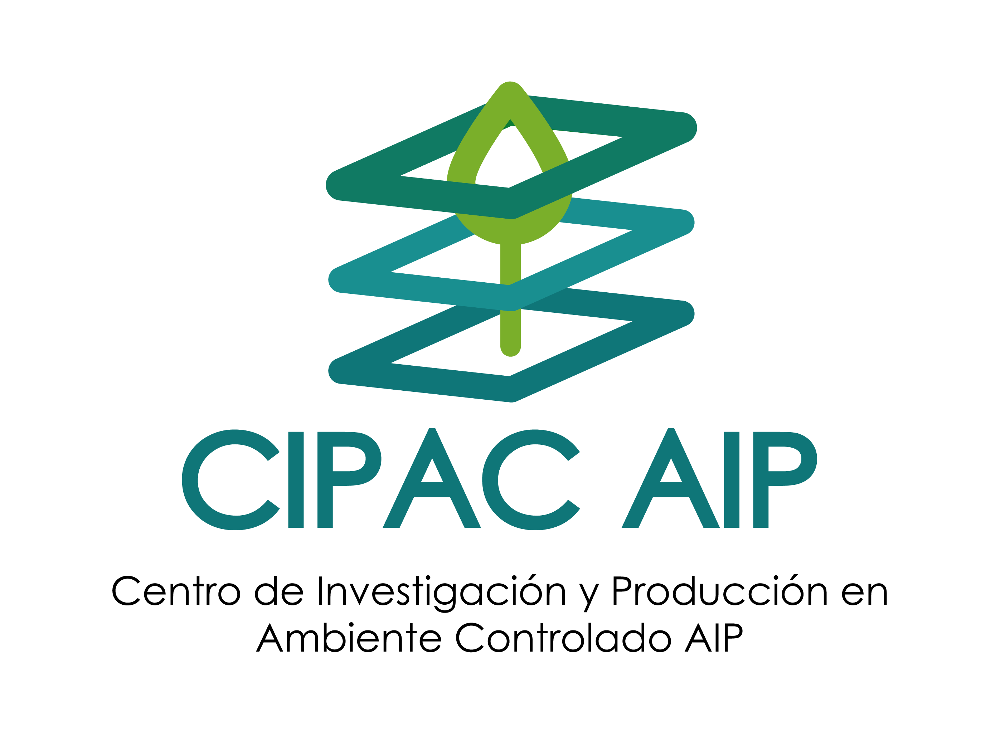 CIPAC AIP
Centro de Investigación y Producción en
Ambiente Controlado AIP